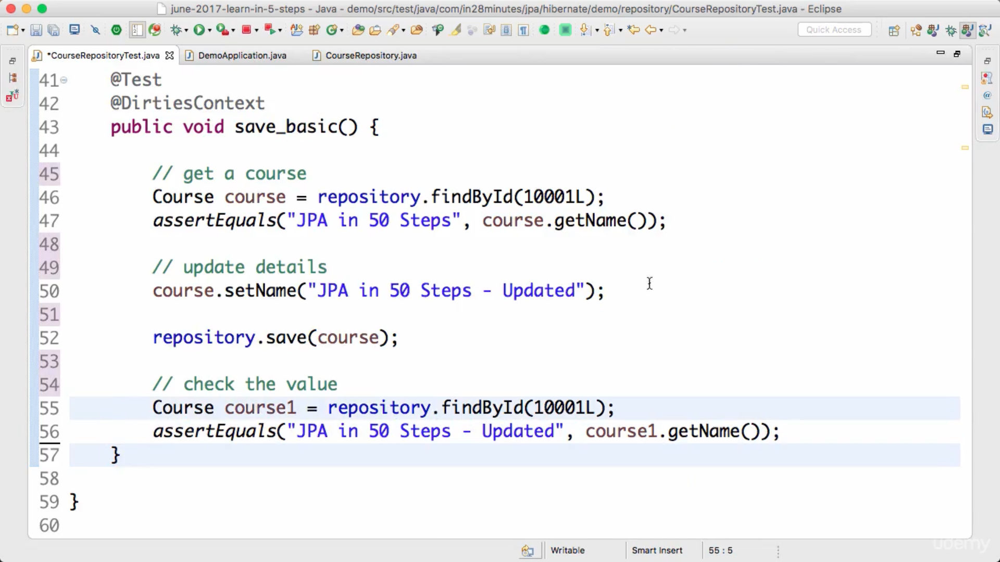 june-2017-learn-in-5-steps - Java - demo/src/test/java/com/in28minutes/jpa/hibernate/demo/repository/CourseRepositoryTest.java - Eclipse
Quick Access
*CourseRepositoryTest.java
DemoApplication.java
CourseRepository.java
41 @Test
42 @DirtiesContext
43 public void save_basic() {
44
45 // get a course
46 Course course = repository.findById(10001L);
47 assertEquals("JPA in 50 Steps", course.getName());
48
49 // update details
50 course.setName("JPA in 50 Steps - Updated");
51
52 repository.save(course);
53
54 // check the value
55 Course course1 = repository.findById(10001L);
56 assertEquals("JPA in 50 Steps - Updated", course1.getName());
57 }
58
59 }
60
Writable
Smart Insert
55 : 5
udemy